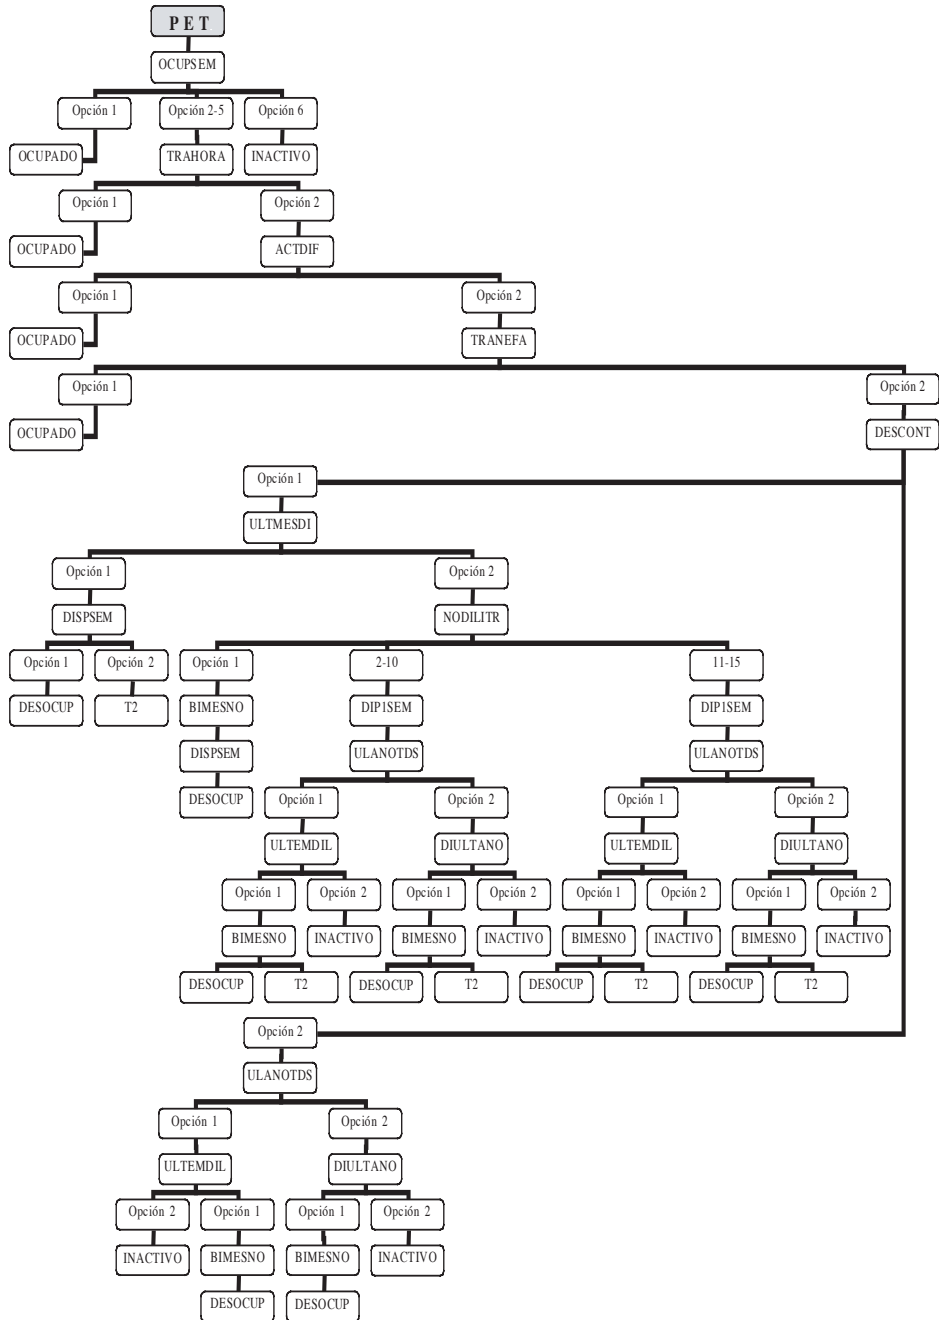 PET
OCUPSEM
Opción 1
Opción 2-5
Opción 6
OCUPADO
TRAHORA
INACTIVO
Opción 1
Opción 2
OCUPADO
ACTDIF
Opción 1
Opción 2
OCUPADO
TRANEFA
Opción 1
Opción 2
OCUPADO
DESCONT
Opción 1
ULTMESDI
Opción 1
Opción 2
DISPSEM
NODILITR
Opción 1
Opción 2
Opción 1
2-10
11-15
DESOCUP
T2
BIMESNO
DIP1SEM
DIP1SEM
DISPSEM
ULANOTDS
ULANOTDS
DESOCUP
Opción 1
Opción 2
Opción 1
Opción 2
ULTEMDIL
DIULTANO
ULTEMDIL
DIULTANO
Opción 1
Opción 2
Opción 1
Opción 2
Opción 1
Opción 2
Opción 1
Opción 2
BIMESNO
INACTIVO
BIMESNO
INACTIVO
BIMESNO
INACTIVO
BIMESNO
INACTIVO
DESOCUP
T2
DESOCUP
T2
DESOCUP
T2
DESOCUP
T2
Opción 2
ULANOTDS
Opción 1
Opción 2
ULTEMDIL
DIULTANO
Opción 2
Opción 1
Opción 1
Opción 2
INACTIVO
BIMESNO
BIMESNO
INACTIVO
DESOCUP
DESOCUP